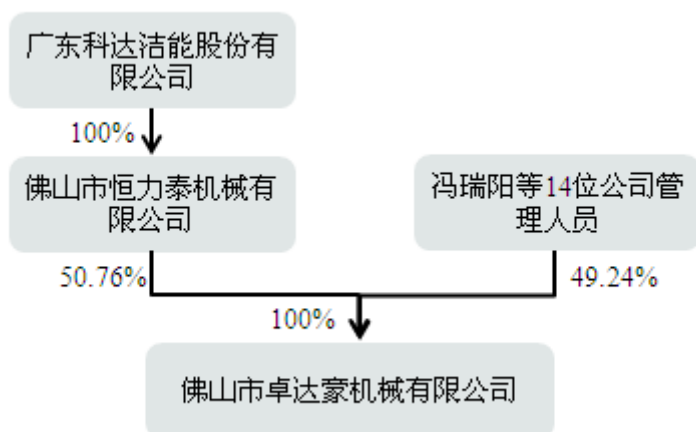 广东科达洁能股份有
限公司
100%
佛山市恒力泰机械有
限公司
冯瑞阳等14位公司管
理人员
50.76%
49.24%
100%
佛山市卓达豪机械有限公司